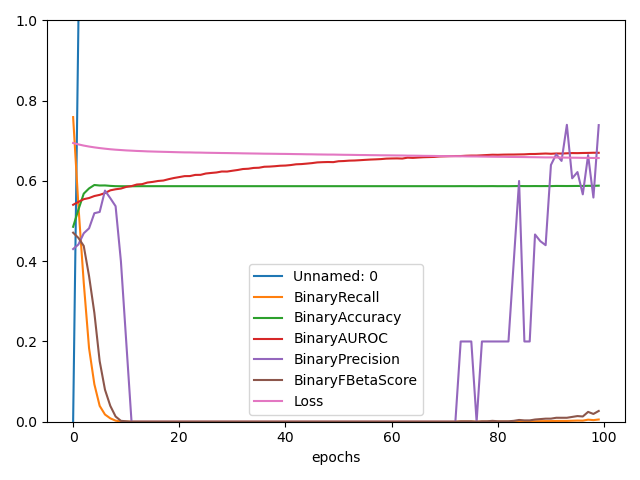 1.0
0.8
0.6
0.4
0.2
0.0
Unnamed: 0
BinaryRecall
BinaryAccuracy
BinaryAUROC
BinaryPrecision
BinaryFBetaScore
Loss
0 20 40 60 80 100
epochs